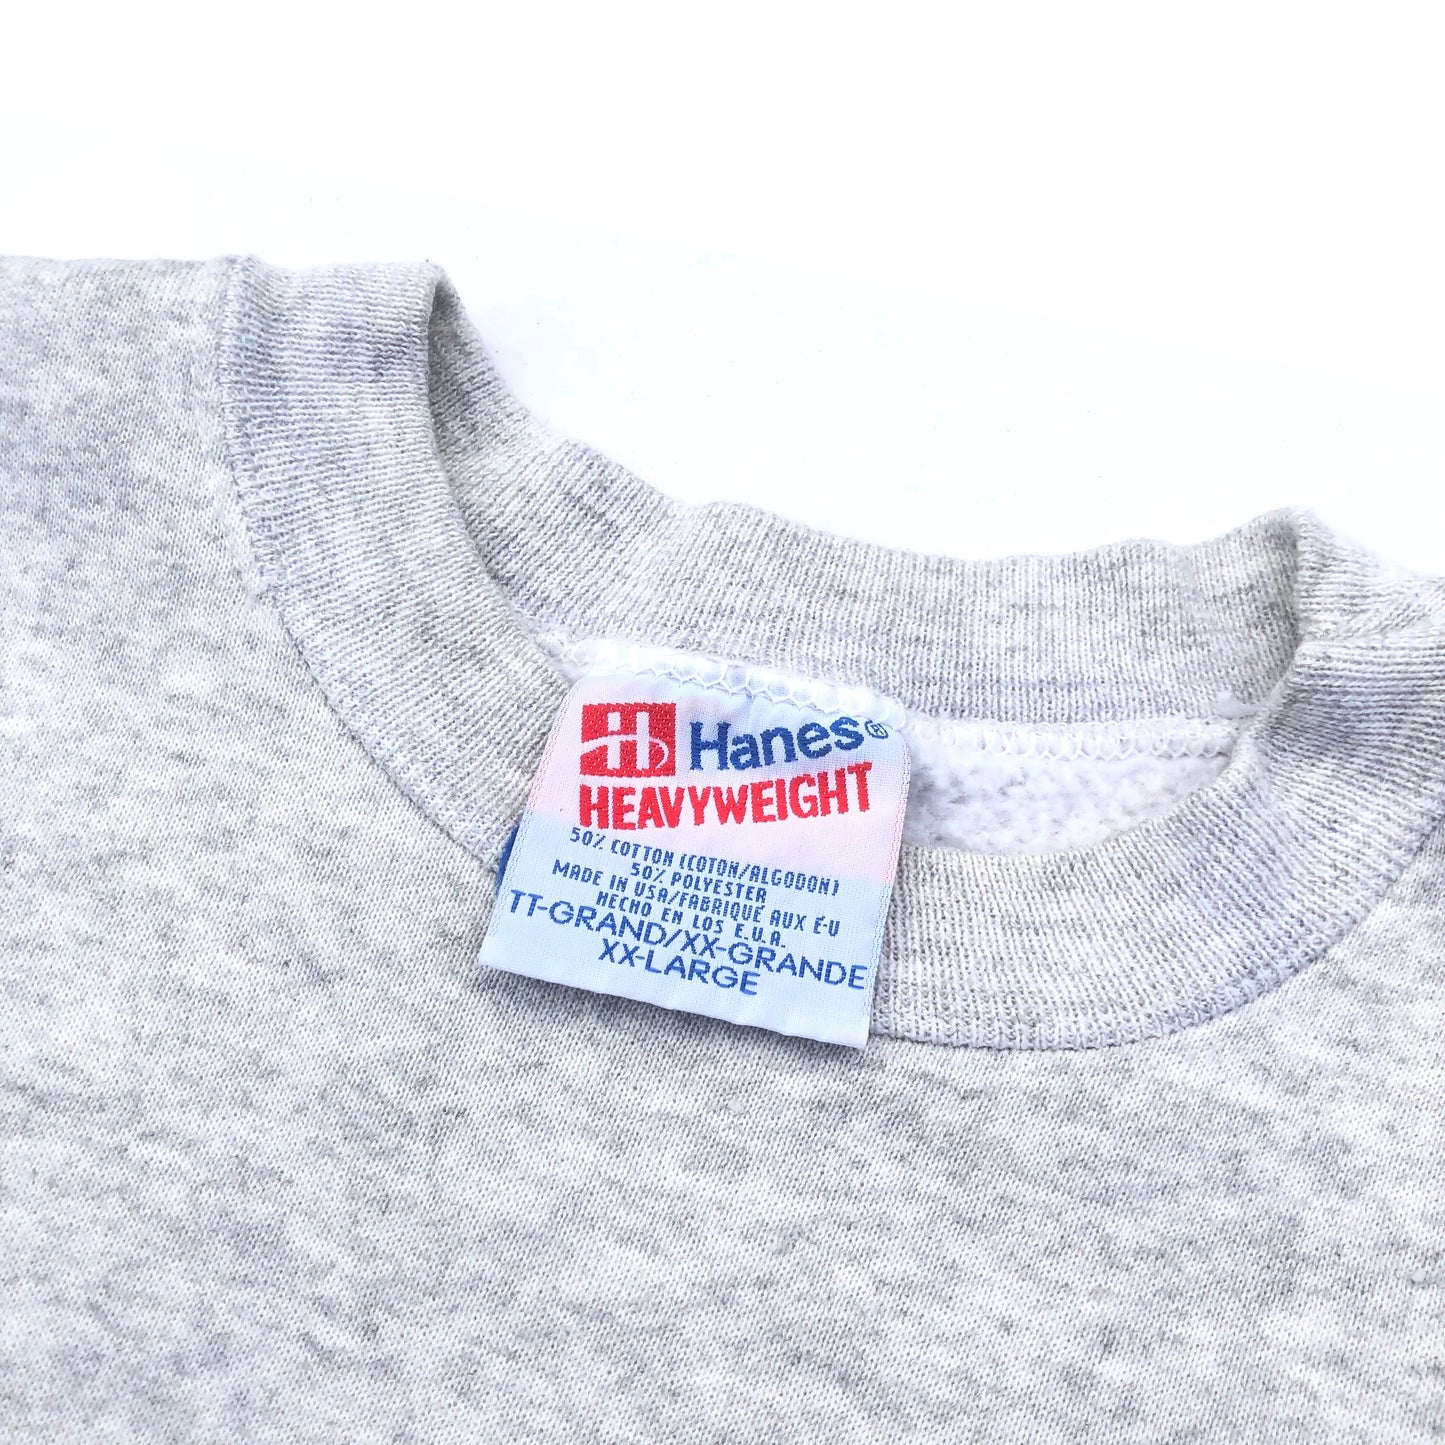 Hanes®
HEAVYWEIGHT
50% COTTON (COTON/ALGODON)
50% POLYESTER
MADE IN USA/FABRIQUÉ AUX É-U
HECHO EN LOS E.U.A.
TT-GRAND/XX-GRANDE
XX-LARGE